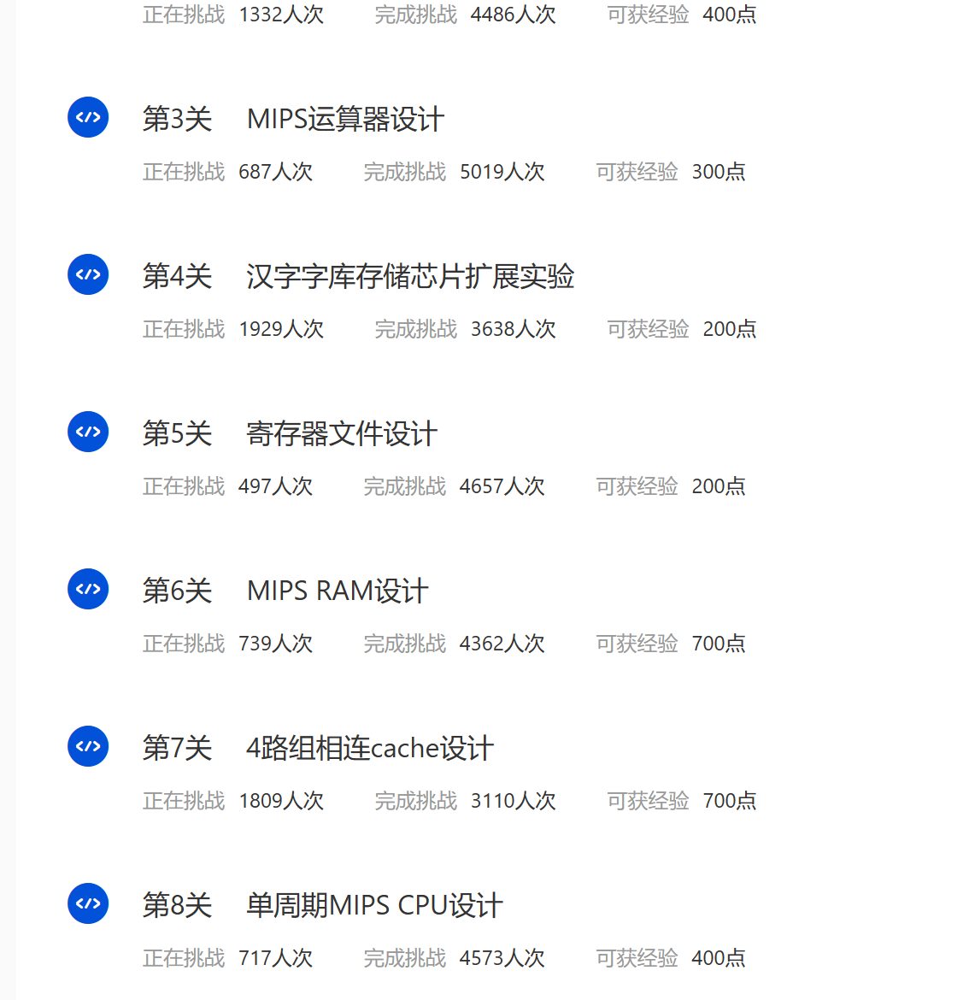 正在挑战 1332人次 完成挑战 4486人次 可获经验 400点
第3关 MIPS运算器设计
正在挑战 687人次 完成挑战 5019人次 可获经验 300点
第4关 汉字字库存储芯片扩展实验
正在挑战 1929人次 完成挑战 3638人次 可获经验 200点
第5关 寄存器文件设计
正在挑战 497人次 完成挑战 4657人次 可获经验 200点
第6关 MIPS RAM设计
正在挑战 739人次 完成挑战 4362人次 可获经验 700点
第7关 4路组相连cache设计
正在挑战 1809人次 完成挑战 3110人次 可获经验 700点
第8关 单周期MIPS CPU设计
正在挑战 717人次 完成挑战 4573人次 可获经验 400点